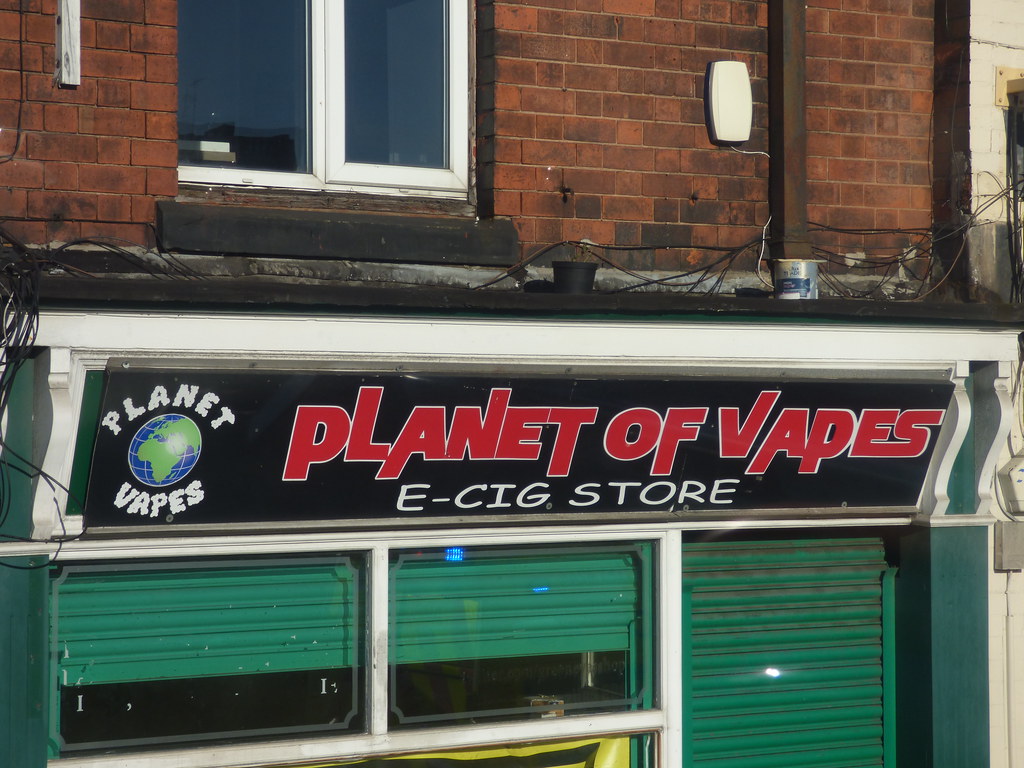 PLANET
VAPES
PLANET OF VAPES
E-CIG STORE